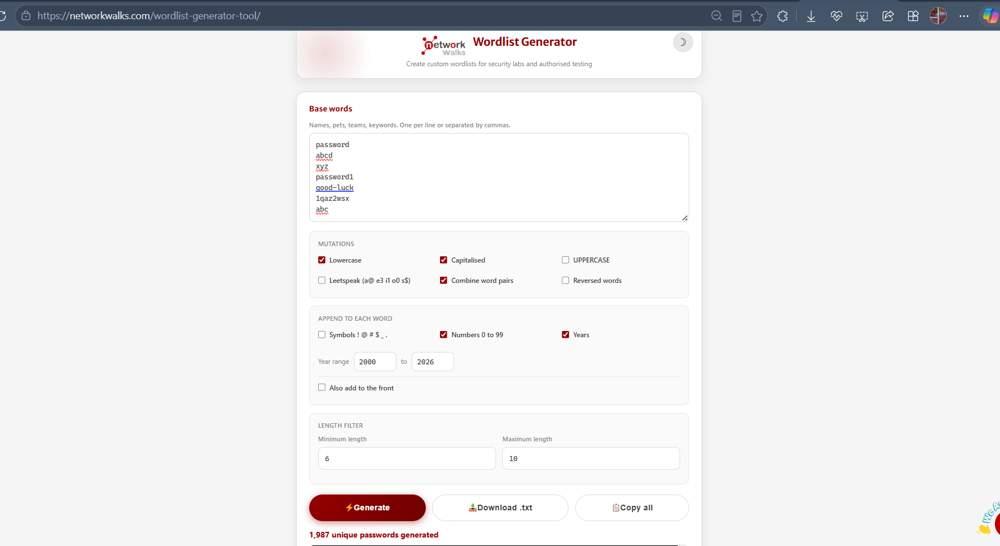 https://networkwalks.com/wordlist-generator-tool/
network Walks
Wordlist Generator
Create custom wordlists for security labs and authorised testing
Base words
Names, pets, teams, keywords. One per line or separated by commas.
password
abcd
xyz
password1
good-luck
1qaz2wsx
abc
MUTATIONS
Lowercase
Capitalised
UPPERCASE
Leetspeak (a@ e3 i1 o0 s$)
Combine word pairs
Reversed words
APPEND TO EACH WORD
Symbols ! @ # $ _ .
Numbers 0 to 99
Years
Year range 2000 to 2026
Also add to the front
LENGTH FILTER
Minimum length
Maximum length
6
10
⚡Generate
📥Download .txt
📋Copy all
1,987 unique passwords generated
We A